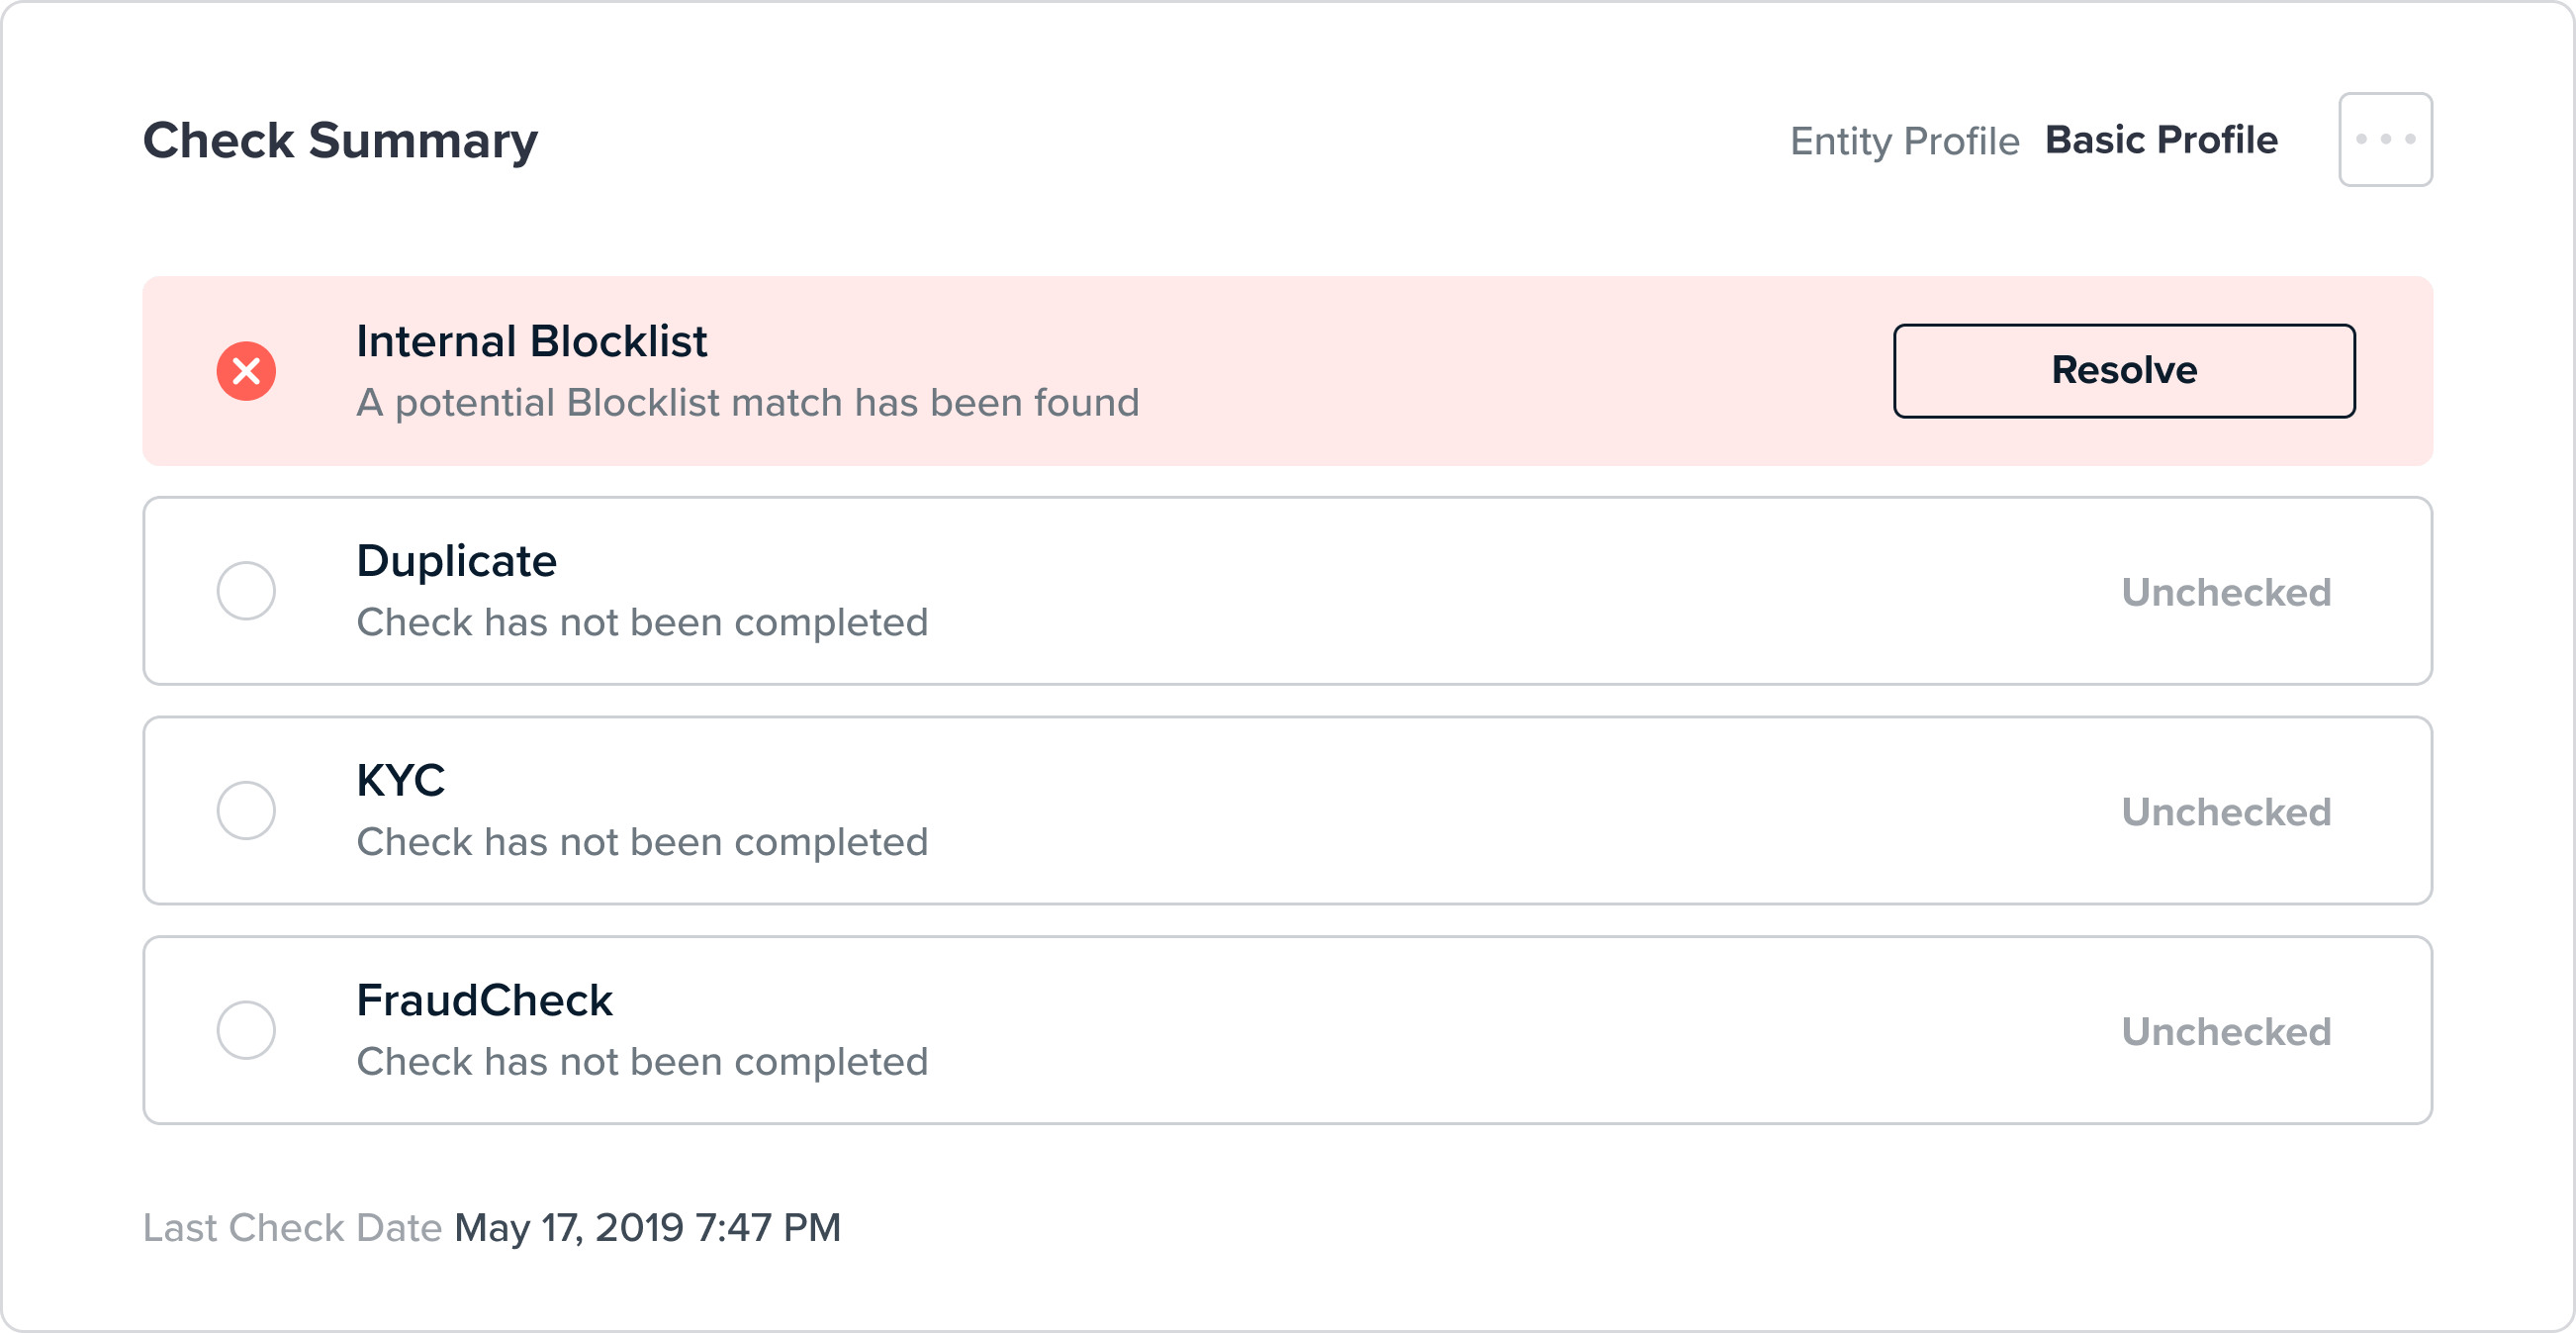 Check Summary
Entity Profile Basic Profile
Internal Blocklist
A potential Blocklist match has been found
Resolve
Duplicate
Check has not been completed
Unchecked
KYC
Check has not been completed
Unchecked
FraudCheck
Check has not been completed
Unchecked
Last Check Date May 17, 2019 7:47 PM